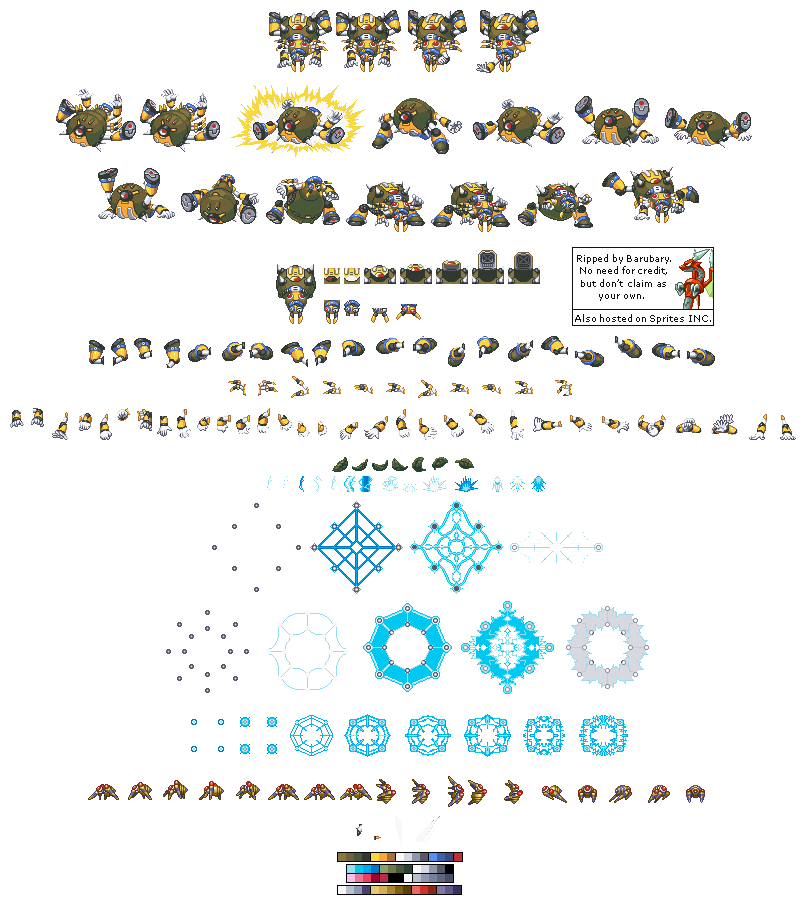 Ripped by Barubary.
No need for credit,
but don't claim as
your own.
Also hosted on Sprites INC.